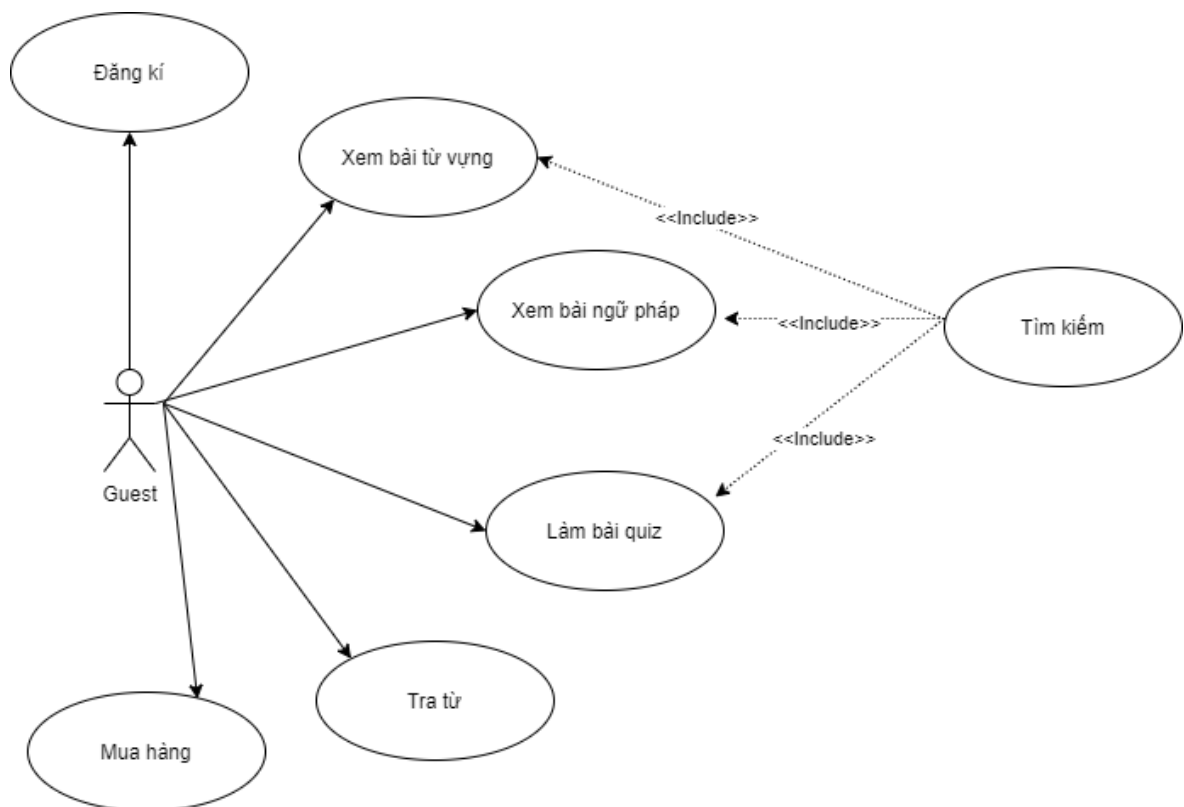 Đăng kí
Xem bài từ vựng
<<Include>>
Xem bài ngữ pháp
<<Include>>
Tìm kiếm
<<Include>>
Guest
Làm bài quiz
Tra từ
Mua hàng